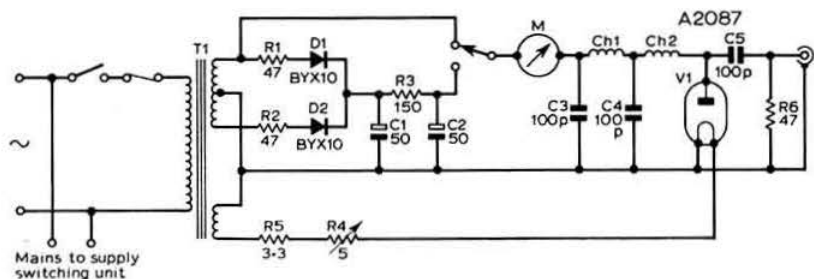 A2087
T1
R1
47
D1
BYX10
R2
47
D2
BYX10
R3
150
C1
50
C2
50
M
Ch1
Ch2
C3
100p
C4
100
p
V1
C5
100p
R6
47
R5
3·3
R4
5
Mains to supply
switching unit